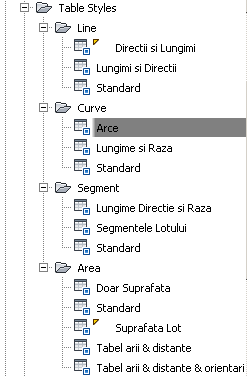 Table Styles
Line
Directii si Lungimi
Lungimi si Directii
Standard
Curve
Arce
Lungime si Raza
Standard
Segment
Lungime Directie si Raza
Segmentele Lotului
Standard
Area
Doar Suprafata
Standard
Suprafata Lot
Tabel arii & distante
Tabel arii & distante & orientari